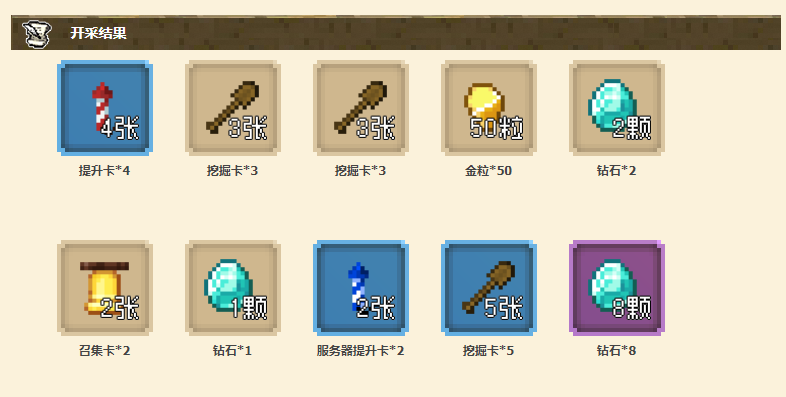 开采结果
4张 3张 3张 50粒 2颗
提升卡*4 挖掘卡*3 挖掘卡*3 金粒*50 钻石*2
2张 1颗 2张 5张 8颗
召集卡*2 钻石*1 服务器提升卡*2 挖掘卡*5 钻石*8